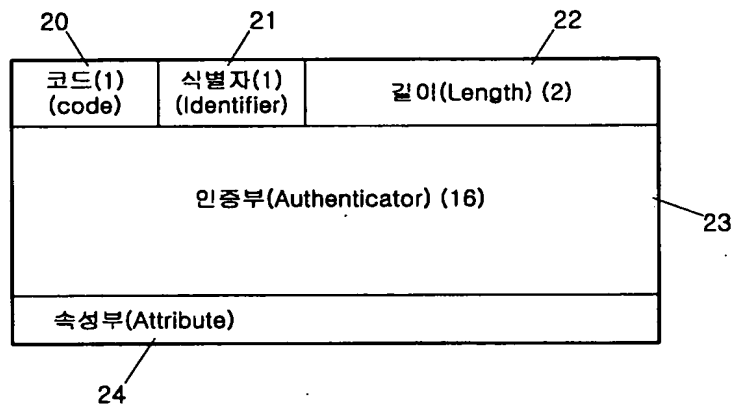 20
21
22
코드(1)
(code)
식별자(1)
(Identifier)
길이(Length) (2)
인증부(Authenticator) (16)
23
속성부(Attribute)
24